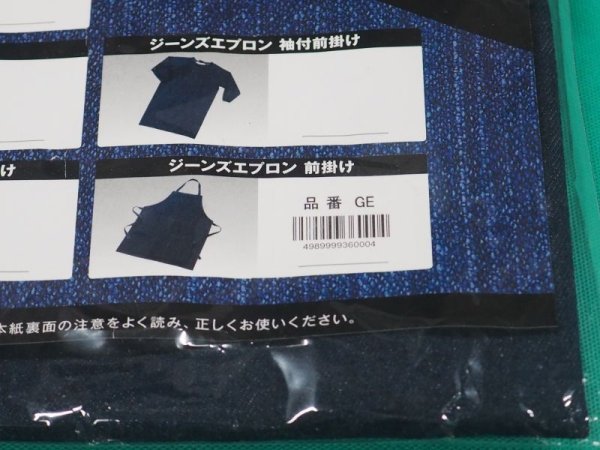 ジーンズエプロン 袖付前掛け
け
ジーンズエプロン 前掛け
品番 GE
4989999360004
本紙裏面の注意をよく読み、正しくお使いください。